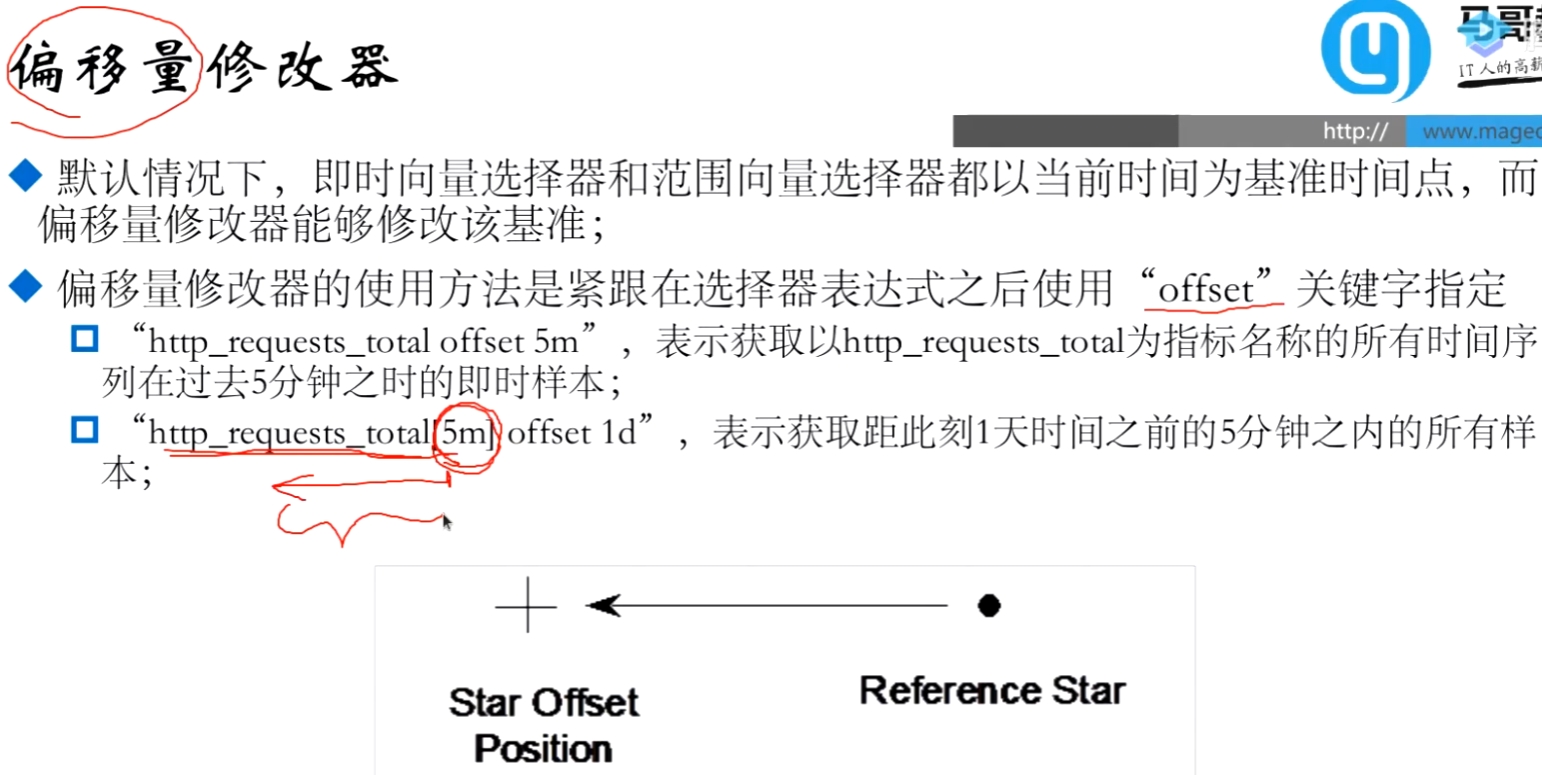 偏移量修改器
IT人的高薪
http://
www.mage
默认情况下，即时向量选择器和范围向量选择器都以当前时间为基准时间点，而
偏移量修改器能够修改该基准；
偏移量修改器的使用方法是紧跟在选择器表达式之后使用“offset”关键字指定
“http_requests_total offset 5m”，表示获取以http_requests_total为指标名称的所有时间序
列在过去5分钟之时的即时样本；
“http_requests_total[5m] offset 1d”，表示获取距此刻1天时间之前的5分钟之内的所有样
本；
Star Offset
Position
Reference Star